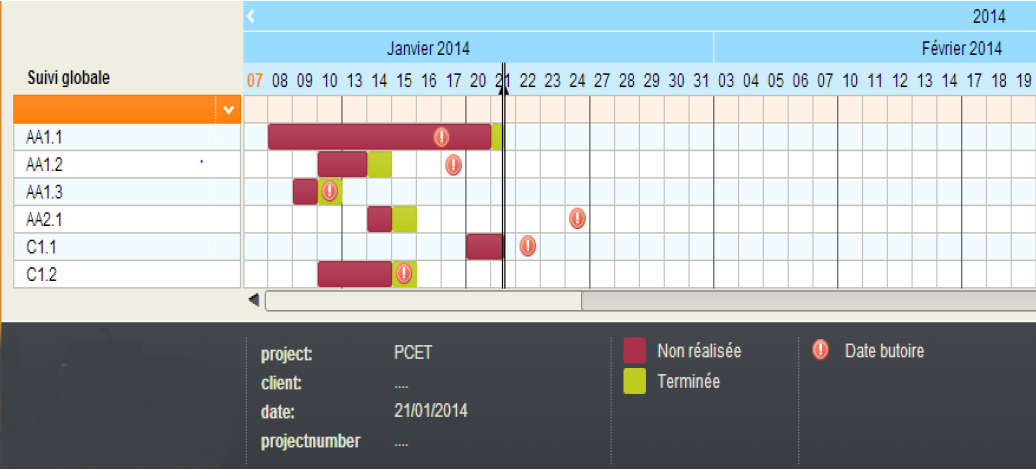 2014
Janvier 2014 Février 2014
Suivi globale 07 08 09 10 13 14 15 16 17 20 21 22 23 24 27 28 29 30 31 03 04 05 06 07 10 11 12 13 14 17 18 19
AA1.1
AA1.2
AA1.3
AA2.1
C1.1
C1.2
project: PCET Non réalisée Date butoire
client: .... Terminée
date: 21/01/2014
projectnumber ....